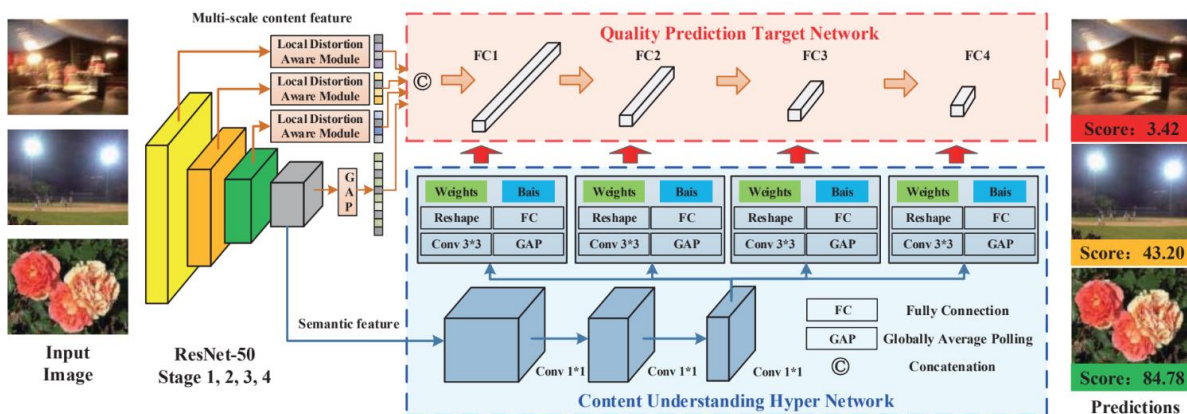 Multi-scale content feature
Local Distortion
Aware Module
Local Distortion
Aware Module
Local Distortion
Aware Module
G
A
P
©
Quality Prediction Target Network
FC1
FC2
FC3
FC4
Weights Bais
Reshape FC
Conv 3*3 GAP
Weights Bais
Reshape FC
Conv 3*3 GAP
Weights Bais
Reshape FC
Conv 3*3 GAP
Weights Bais
Reshape FC
Conv 3*3 GAP
Semantic feature
Conv 1*1
Conv 1*1
Conv 1*1
FC Fully Connection
GAP Globally Average Polling
© Concatenation
Content Understanding Hyper Network
Input
Image
ResNet-50
Stage 1, 2, 3, 4
Score: 3.42
Score: 43.20
Score: 84.78
Predictions